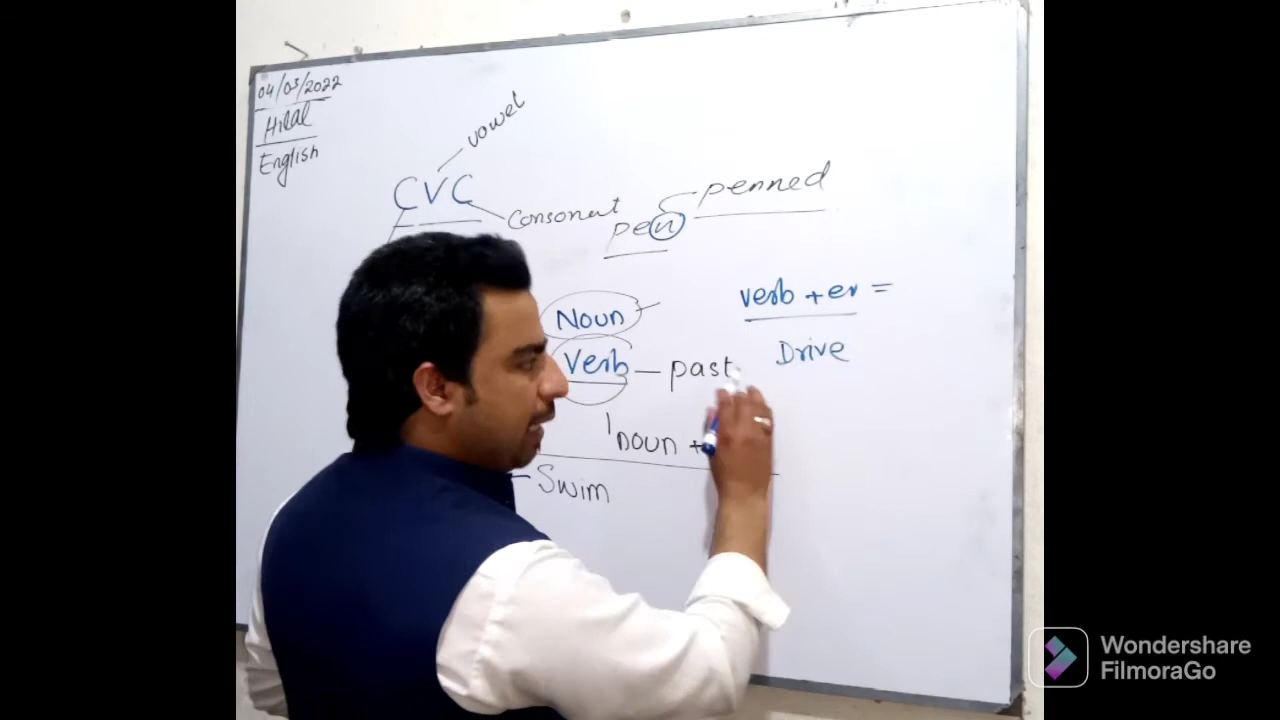 04/03/2022
Hilal
English
vowel
CVC
Consonent
pen
penned
Noun
Verb – past
verb + er =
Drive
noun +
Swim
Wondershare
FilmoraGo